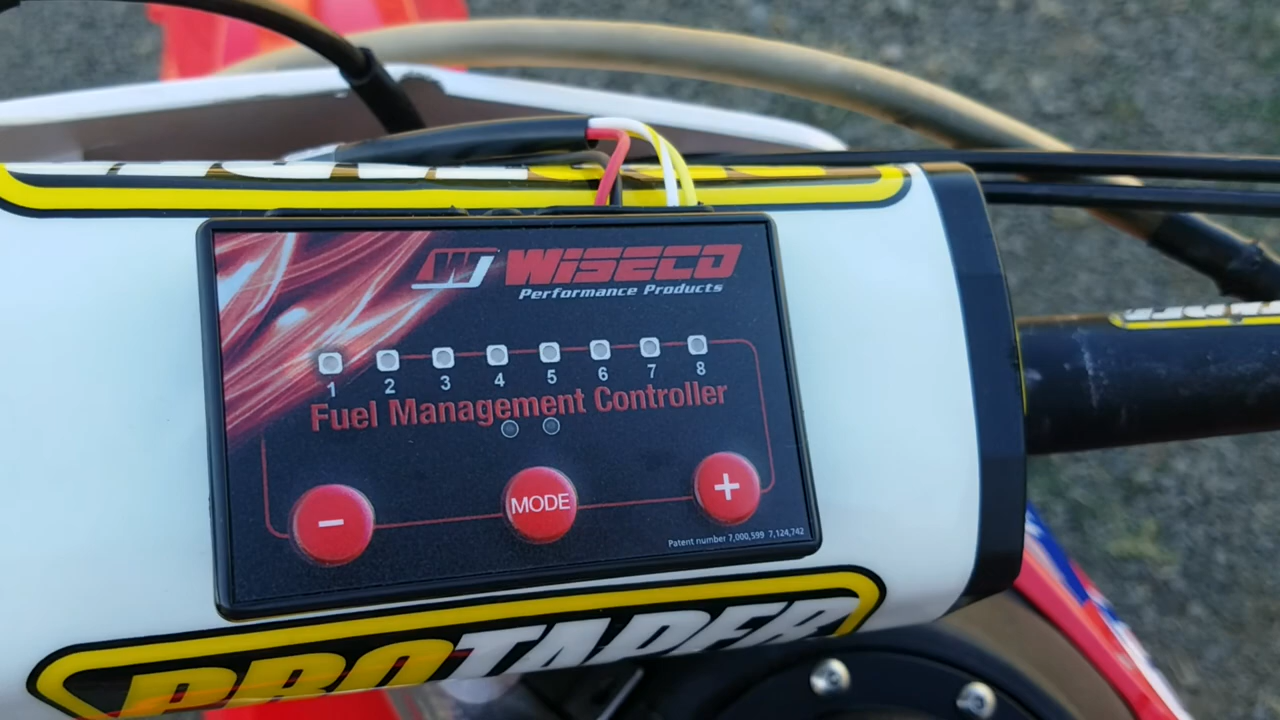 W WISECO
Performance Products
1 2 3 4 5 6 7 8
Fuel Management Controller
− MODE +
Patent number 7,000,599 7,124,742
PROTAPER